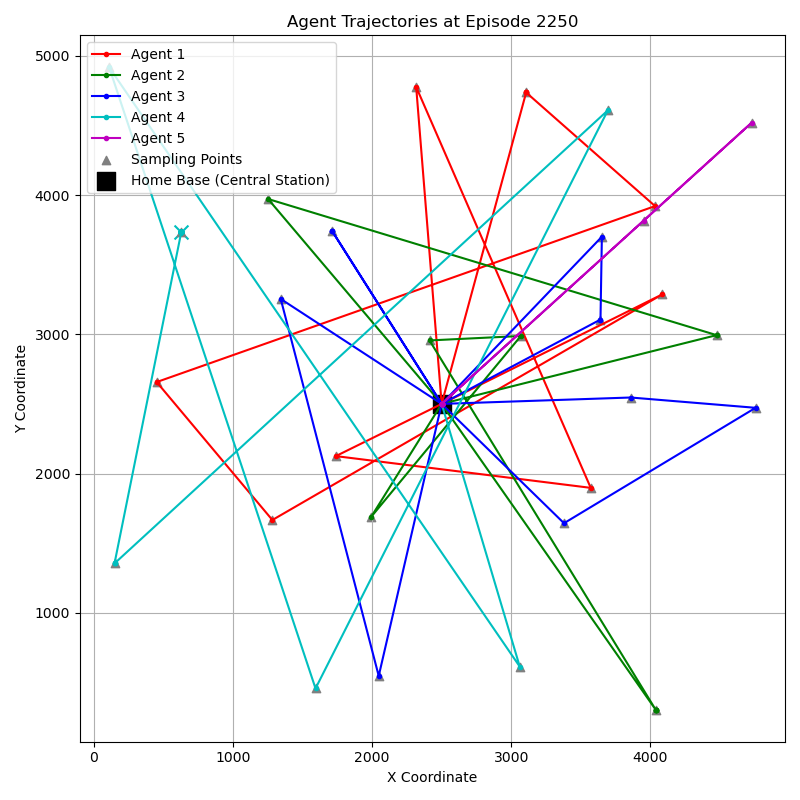 Agent Trajectories at Episode 2250
Agent 1
Agent 2
Agent 3
Agent 4
Agent 5
Sampling Points
Home Base (Central Station)
5000
4000
3000
2000
1000
Y Coordinate
0 1000 2000 3000 4000
X Coordinate